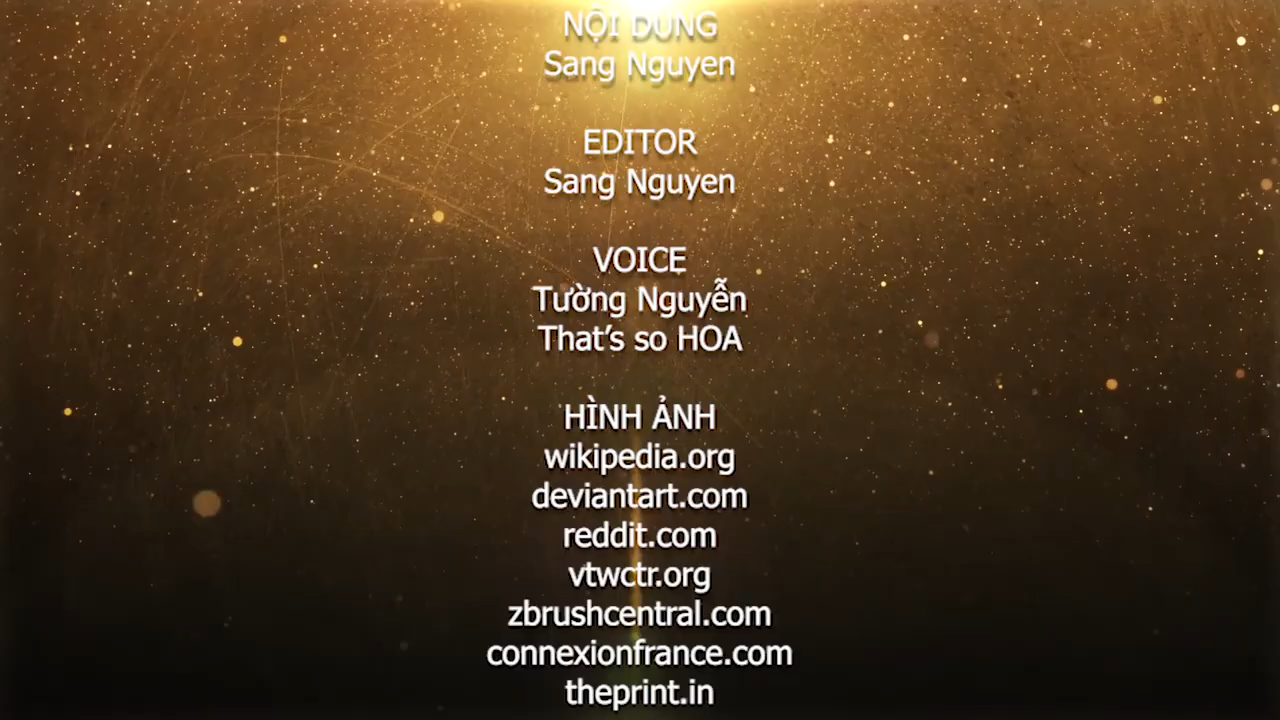 NỘI DUNG
Sang Nguyen
EDITOR
Sang Nguyen
VOICE
Tường Nguyễn
That’s so HOA
HÌNH ẢNH
wikipedia.org
deviantart.com
reddit.com
vtwctr.org
zbrushcentral.com
connexionfrance.com
theprint.in